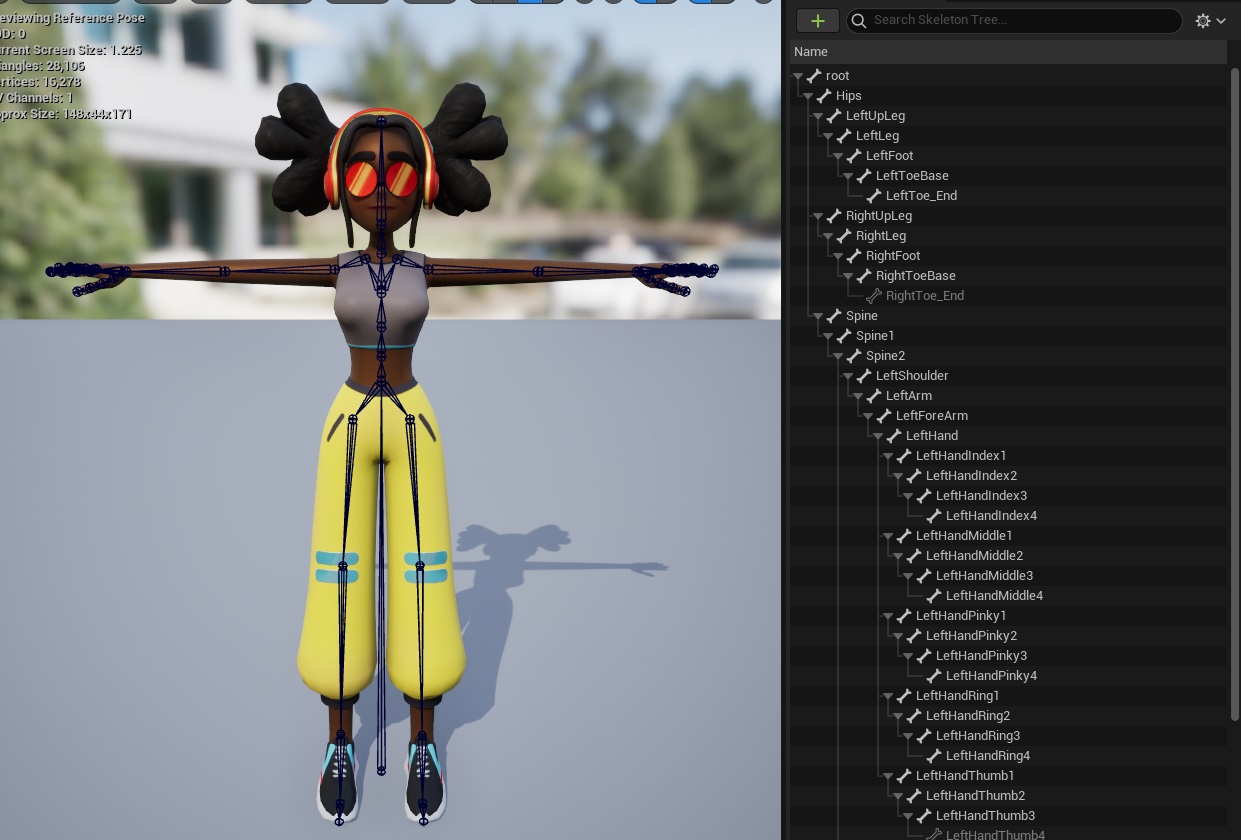 eviewing Reference Pose
OD: 0
urrent Screen Size: 1.225
iangles: 28,106
rtices: 16,278
V Channels: 1
pprox Size: 148x44x171
Search Skeleton Tree...
Name
root
Hips
LeftUpLeg
LeftLeg
LeftFoot
LeftToeBase
LeftToe_End
RightUpLeg
RightLeg
RightFoot
RightToeBase
RightToe_End
Spine
Spine1
Spine2
LeftShoulder
LeftArm
LeftForeArm
LeftHand
LeftHandIndex1
LeftHandIndex2
LeftHandIndex3
LeftHandIndex4
LeftHandMiddle1
LeftHandMiddle2
LeftHandMiddle3
LeftHandMiddle4
LeftHandPinky1
LeftHandPinky2
LeftHandPinky3
LeftHandPinky4
LeftHandRing1
LeftHandRing2
LeftHandRing3
LeftHandRing4
LeftHandThumb1
LeftHandThumb2
LeftHandThumb3
LeftHandThumb4